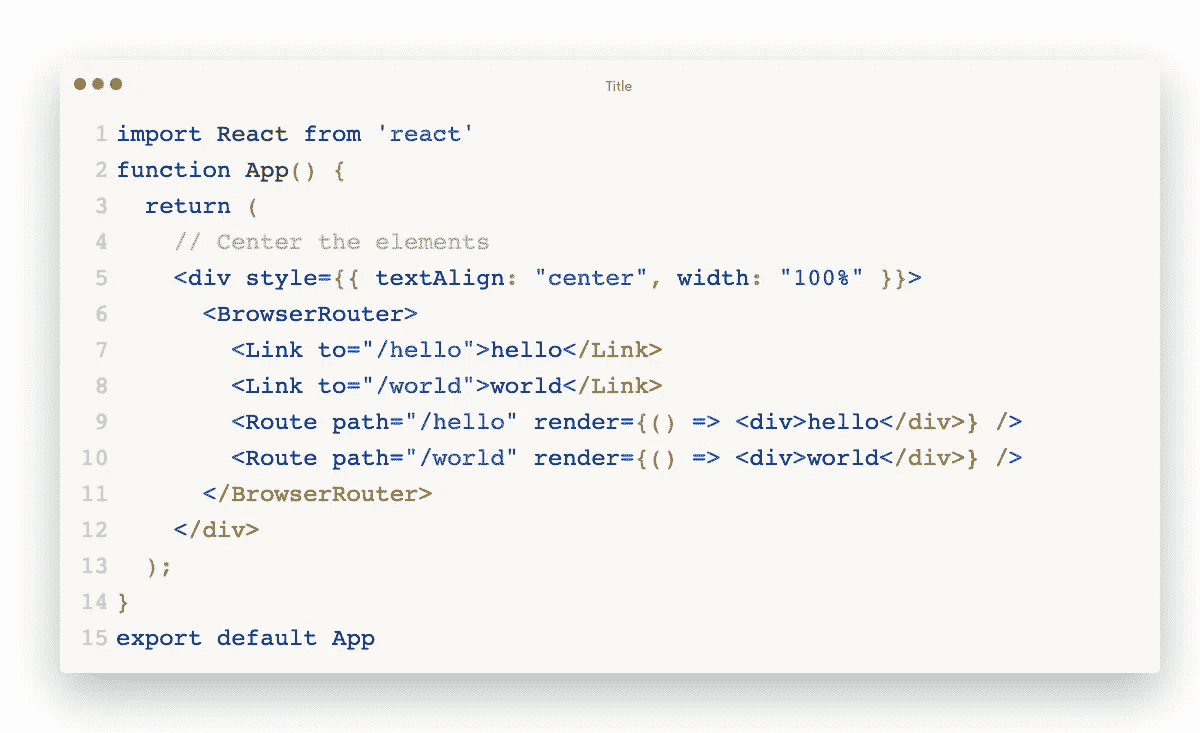 Title
1 import React from 'react'
2 function App() {
3   return (
4     // Center the elements
5     <div style={{ textAlign: "center", width: "100%" }}>
6       <BrowserRouter>
7         <Link to="/hello">hello</Link>
8         <Link to="/world">world</Link>
9         <Route path="/hello" render={() => <div>hello</div>} />
10         <Route path="/world" render={() => <div>world</div>} />
11       </BrowserRouter>
12     </div>
13   );
14 }
15 export default App